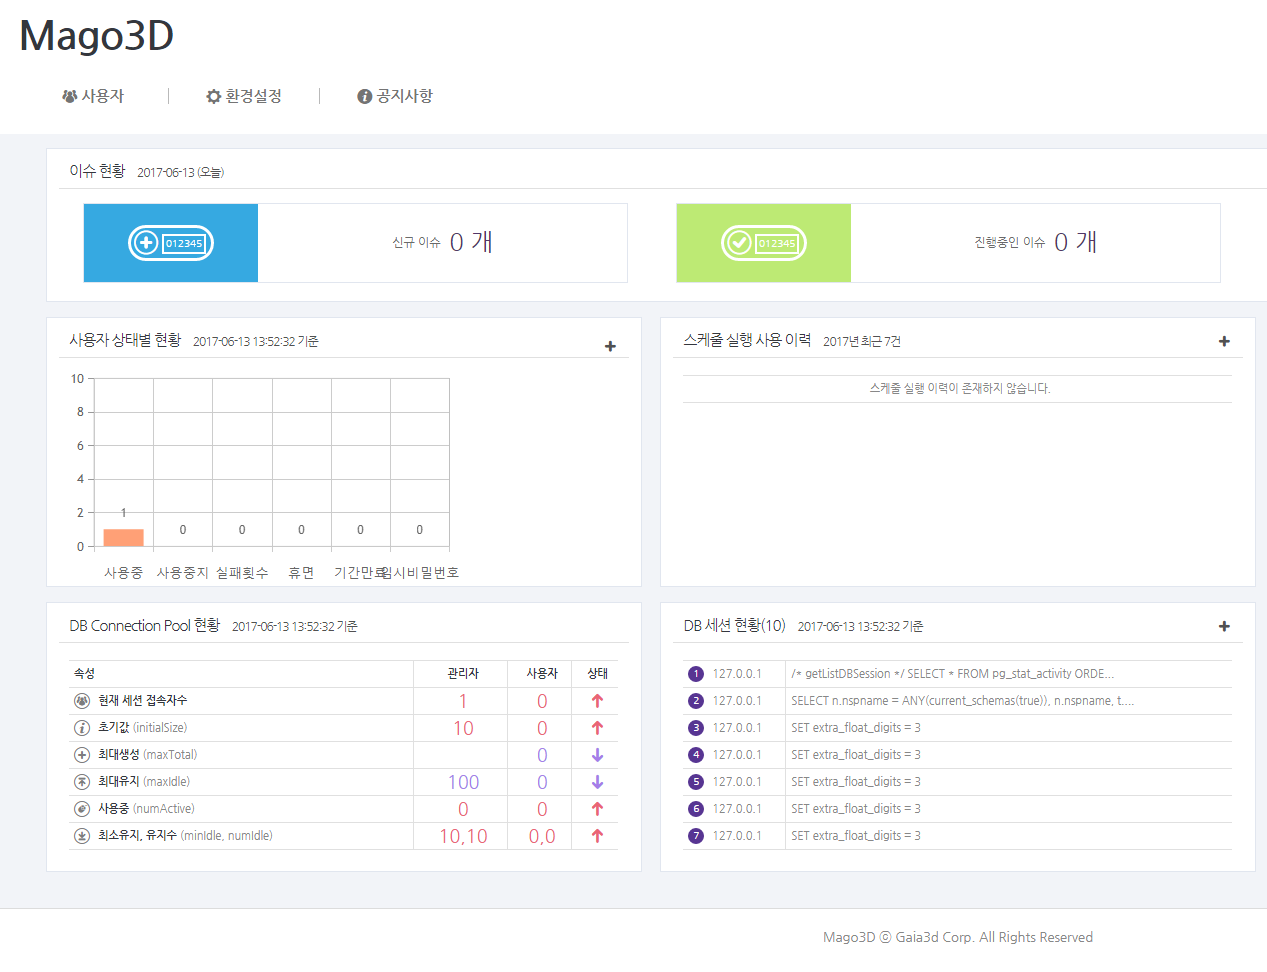 Mago3D
사용자
환경설정
공지사항
이슈 현황 2017-06-13 (오늘)
012345 신규 이슈 0 개
012345 진행중인 이슈 0 개
사용자 상태별 현황 2017-06-13 13:52:32 기준
10
8
6
4
2
0
1 0 0 0 0 0
사용중 사용중지 실패횟수 휴면 기간만료 임시비밀번호
스케줄 실행 사용 이력 2017년 최근 7건
스케줄 실행 이력이 존재하지 않습니다.
DB Connection Pool 현황 2017-06-13 13:52:32 기준
속성 관리자 사용자 상태
현재 세션 접속자수 1 0
초기값 (initialSize) 10 0
최대생성 (maxTotal) 0
최대유지 (maxIdle) 100 0
사용중 (numActive) 0 0
최소유지, 유지수 (minIdle, numIdle) 10,10 0,0
DB 세션 현황(10) 2017-06-13 13:52:32 기준
1 127.0.0.1 /* getListDBSession */ SELECT * FROM pg_stat_activity ORDE...
2 127.0.0.1 SELECT n.nspname = ANY(current_schemas(true)), n.nspname, t....
3 127.0.0.1 SET extra_float_digits = 3
4 127.0.0.1 SET extra_float_digits = 3
5 127.0.0.1 SET extra_float_digits = 3
6 127.0.0.1 SET extra_float_digits = 3
7 127.0.0.1 SET extra_float_digits = 3
Mago3D ⓒ Gaia3d Corp. All Rights Reserved